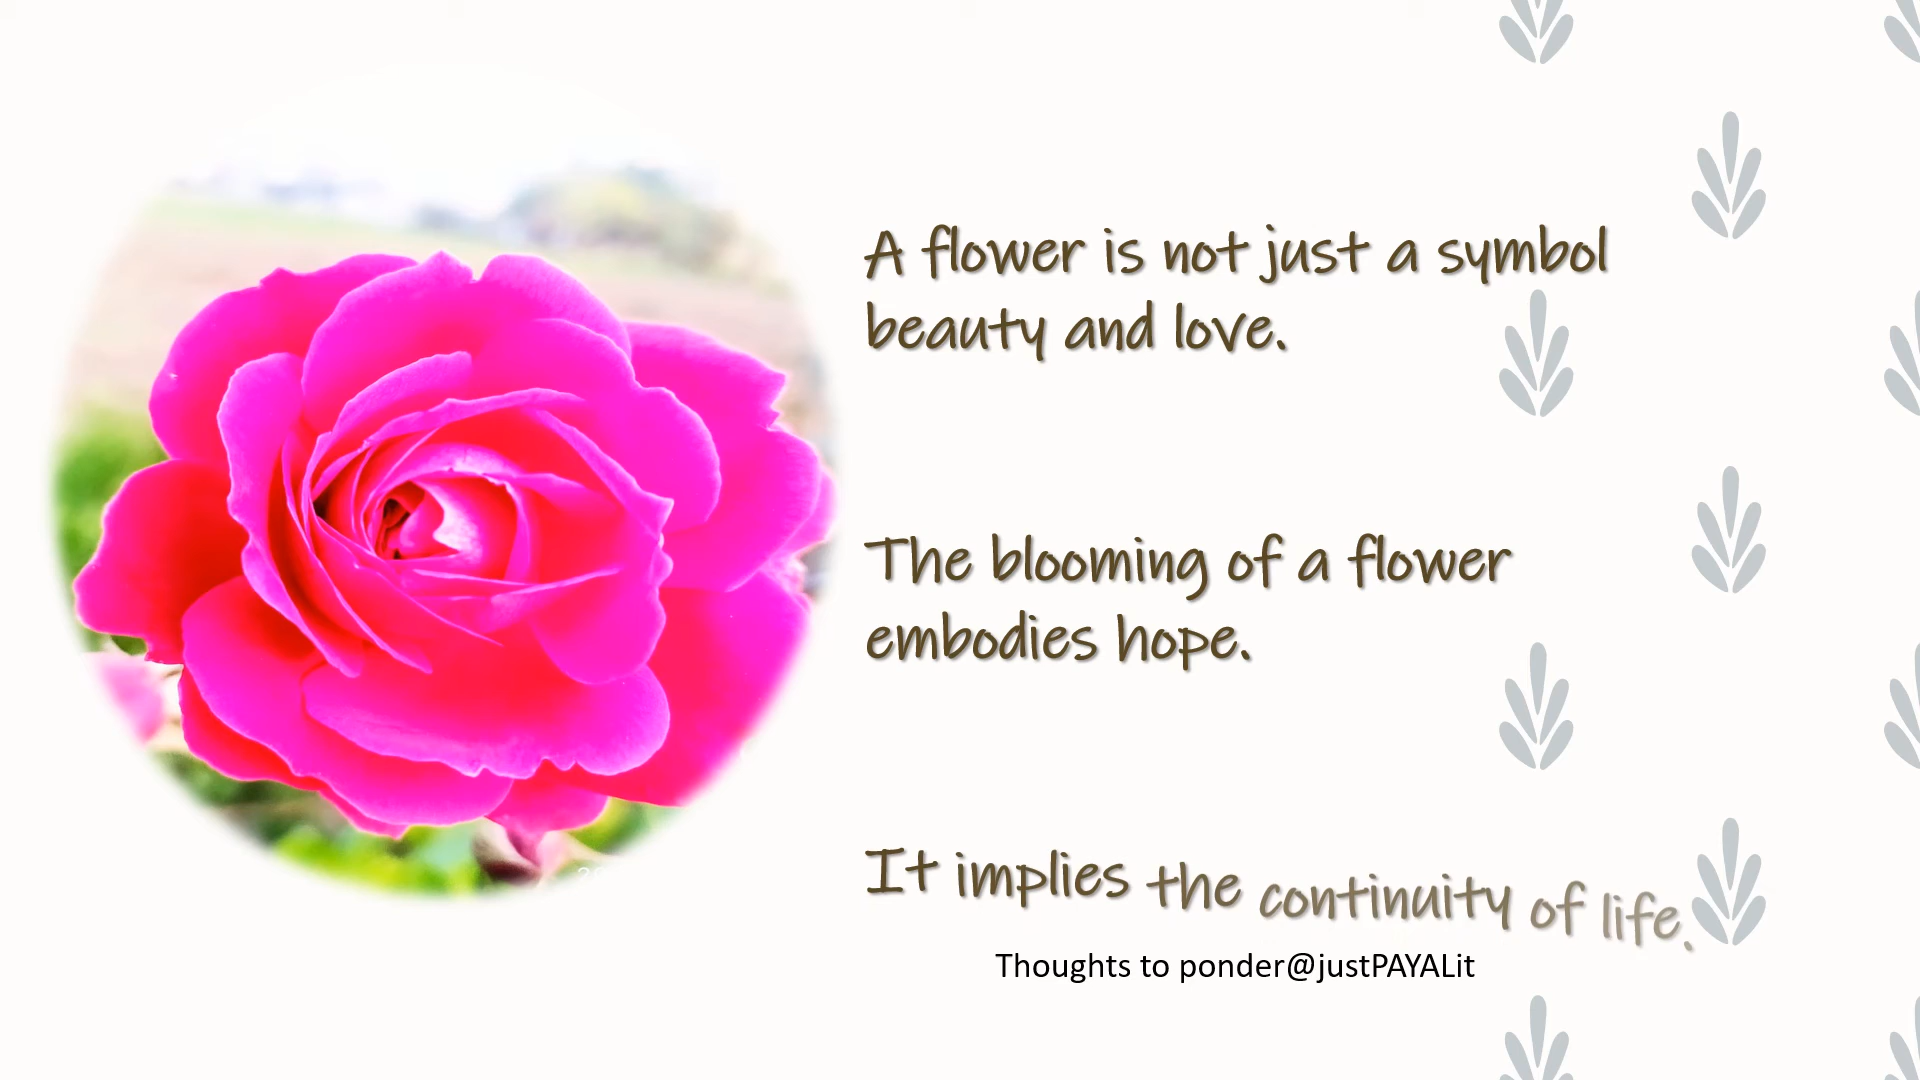 A flower is not just a symbol
beauty and love.
The blooming of a flower
embodies hope.
It implies the continuity of life.
Thoughts to ponder@justPAYALit